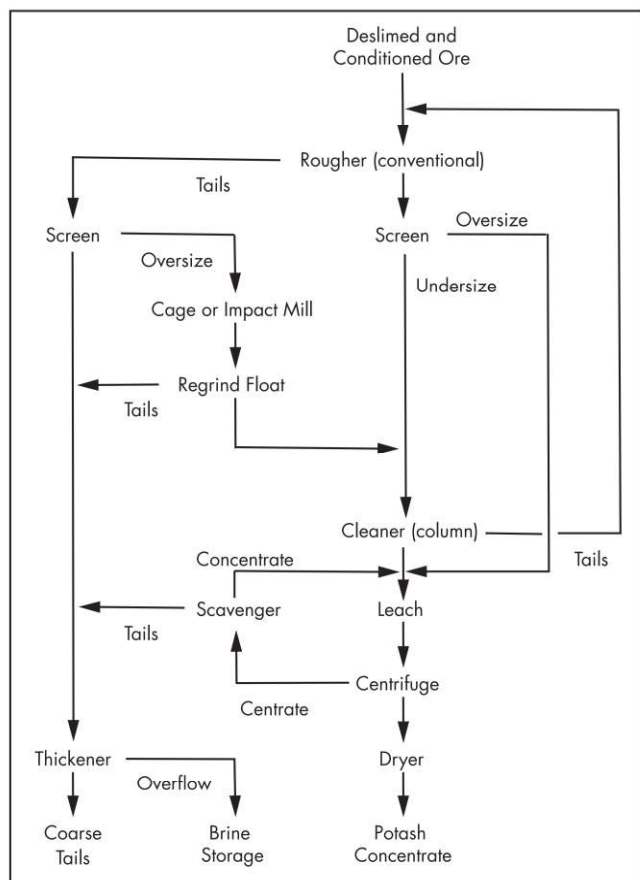 Deslimed and
Conditioned Ore
Rougher (conventional)
Tails
Screen
Oversize
Screen
Oversize
Undersize
Cage or Impact Mill
Regrind Float
Tails
Cleaner (column)
Tails
Concentrate
Scavenger
Tails
Leach
Centrifuge
Centrate
Thickener
Overflow
Dryer
Coarse
Tails
Brine
Storage
Potash
Concentrate